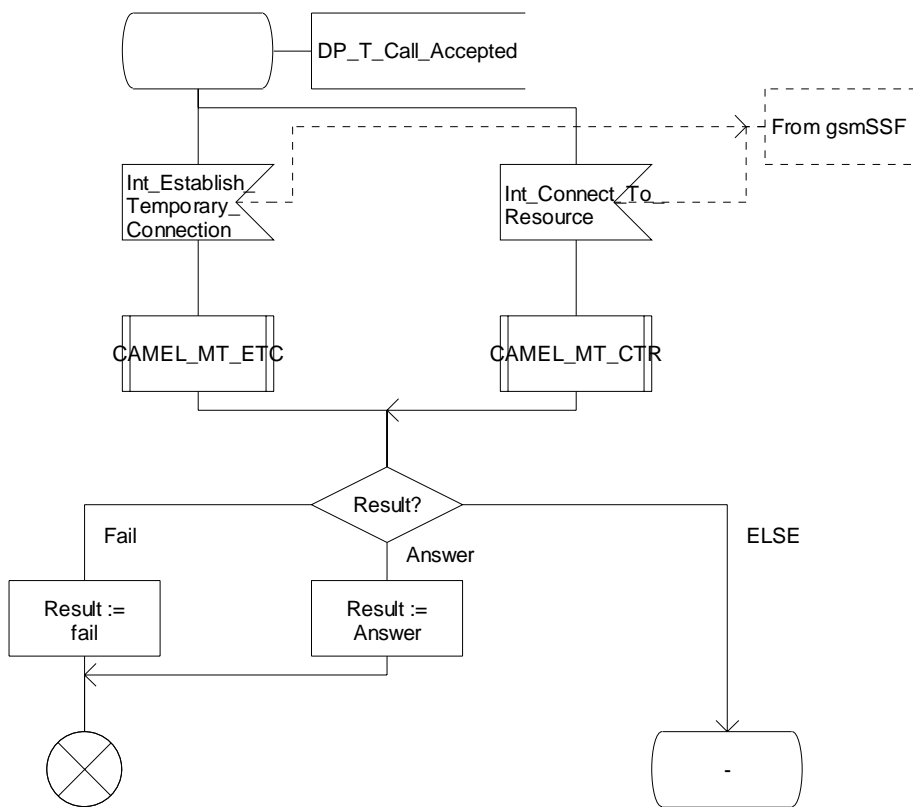 DP_T_Call_Accepted
From gsmSSF
Int_Establish_
Temporary_
Connection
Int_Connect_To_
Resource
CAMEL_MT_ETC
CAMEL_MT_CTR
Result?
Fail
Answer
ELSE
Result :=
fail
Result :=
Answer
-